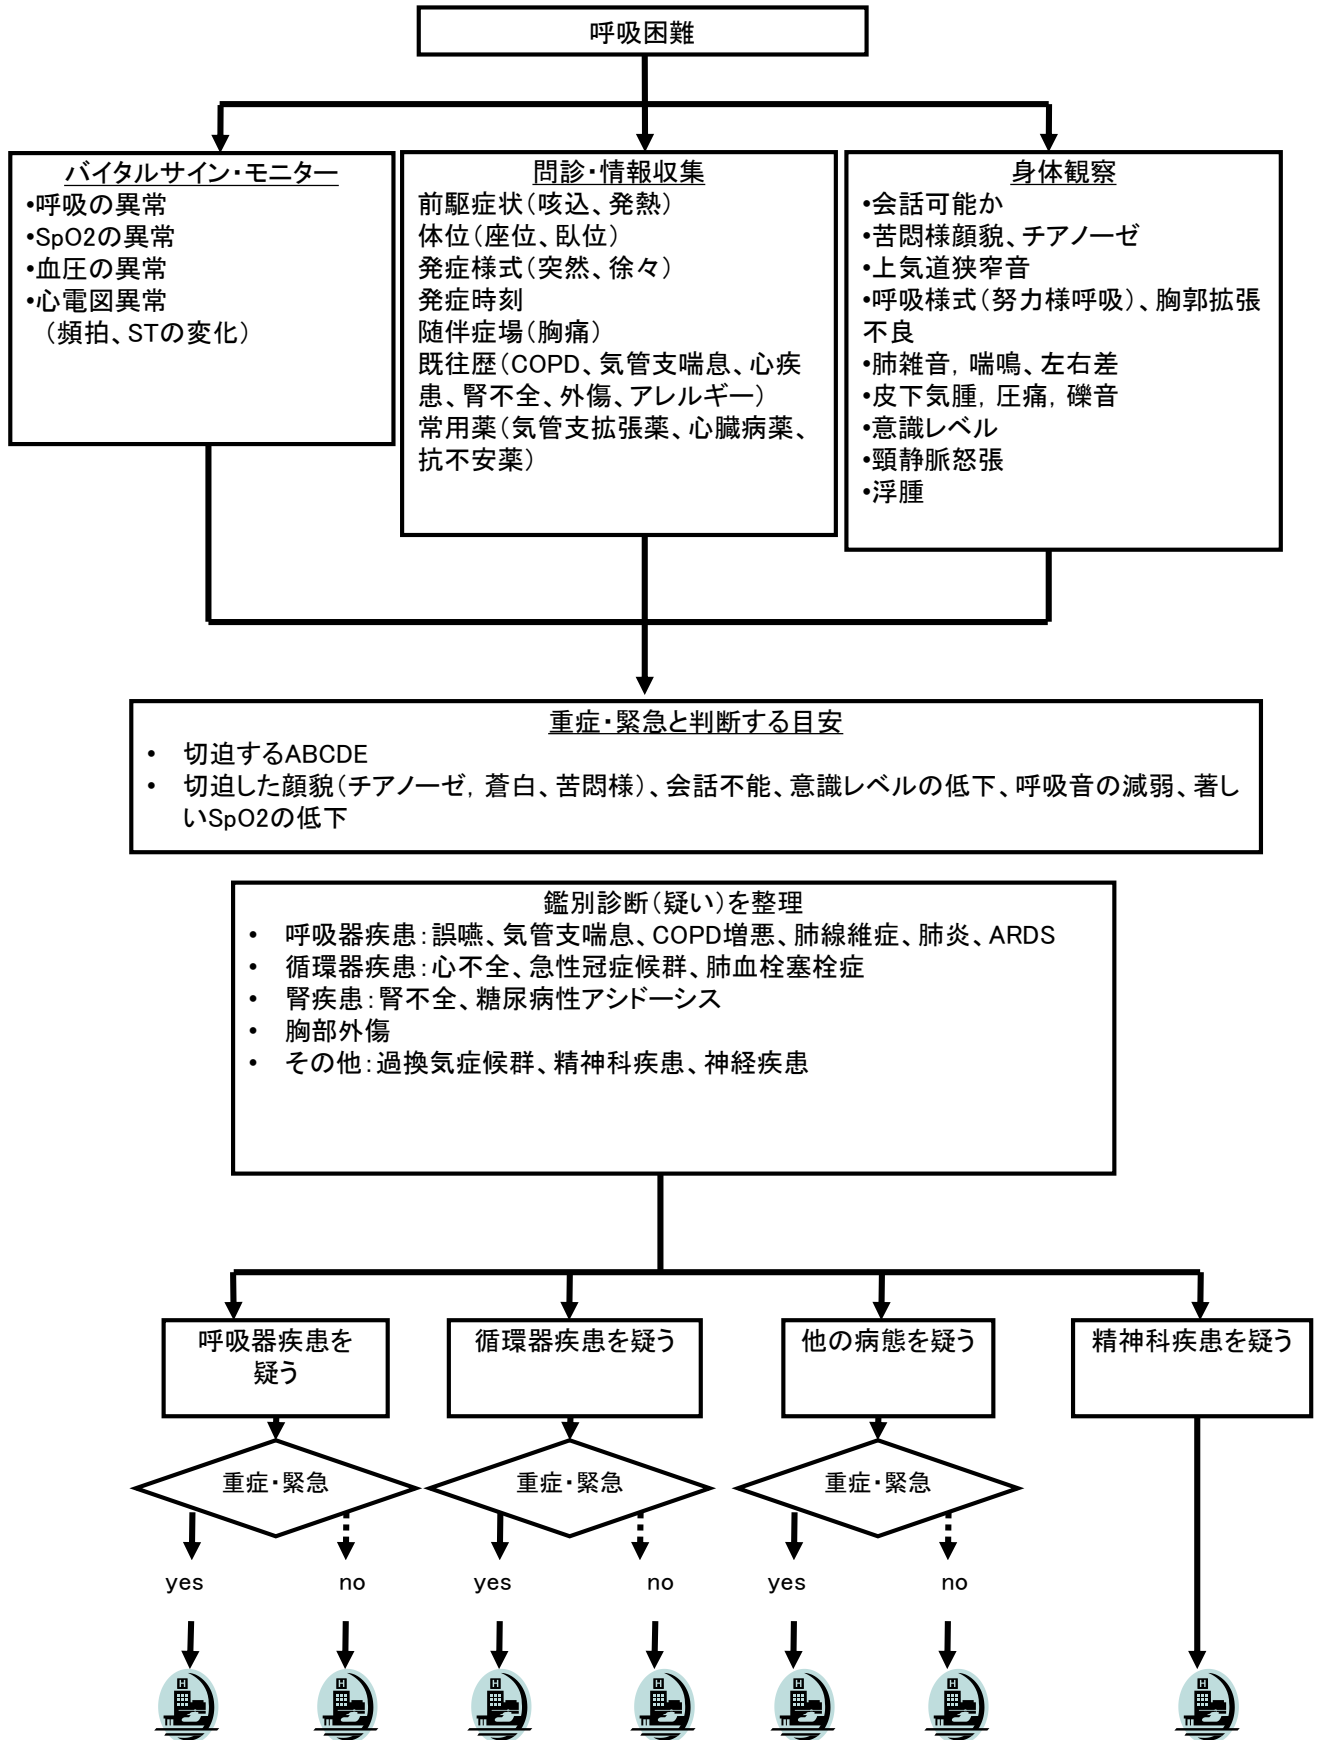 呼吸困難
バイタルサイン・モニター
•呼吸の異常
•SpO2の異常
•血圧の異常
•心電図異常
（頻拍、STの変化）
問診・情報収集
前駆症状（咳込、発熱）
体位（座位、臥位）
発症様式（突然、徐々）
発症時刻
随伴症場（胸痛）
既往歴（COPD、気管支喘息、心疾
患、腎不全、外傷、アレルギー）
常用薬（気管支拡張薬、心臓病薬、
抗不安薬）
身体観察
•会話可能か
•苦悶様顔貌、チアノーゼ
•上気道狭窄音
•呼吸様式（努力様呼吸）、胸郭拡張
不良
•肺雑音，喘鳴、左右差
•皮下気腫，圧痛，礫音
•意識レベル
•頸静脈怒張
•浮腫
重症・緊急と判断する目安
• 切迫するABCDE
• 切迫した顔貌（チアノーゼ，蒼白、苦悶様）、会話不能、意識レベルの低下、呼吸音の減弱、著し
いSpO2の低下
鑑別診断（疑い）を整理
• 呼吸器疾患：誤嚥、気管支喘息、COPD増悪、肺線維症、肺炎、ARDS
• 循環器疾患：心不全、急性冠症候群、肺血栓塞栓症
• 腎疾患：腎不全、糖尿病性アシドーシス
• 胸部外傷
• その他：過換気症候群、精神科疾患、神経疾患
呼吸器疾患を
疑う
循環器疾患を疑う
他の病態を疑う
精神科疾患を疑う
重症・緊急
重症・緊急
重症・緊急
yes
no
yes
no
yes
no
H
H
H
H
H
H
H